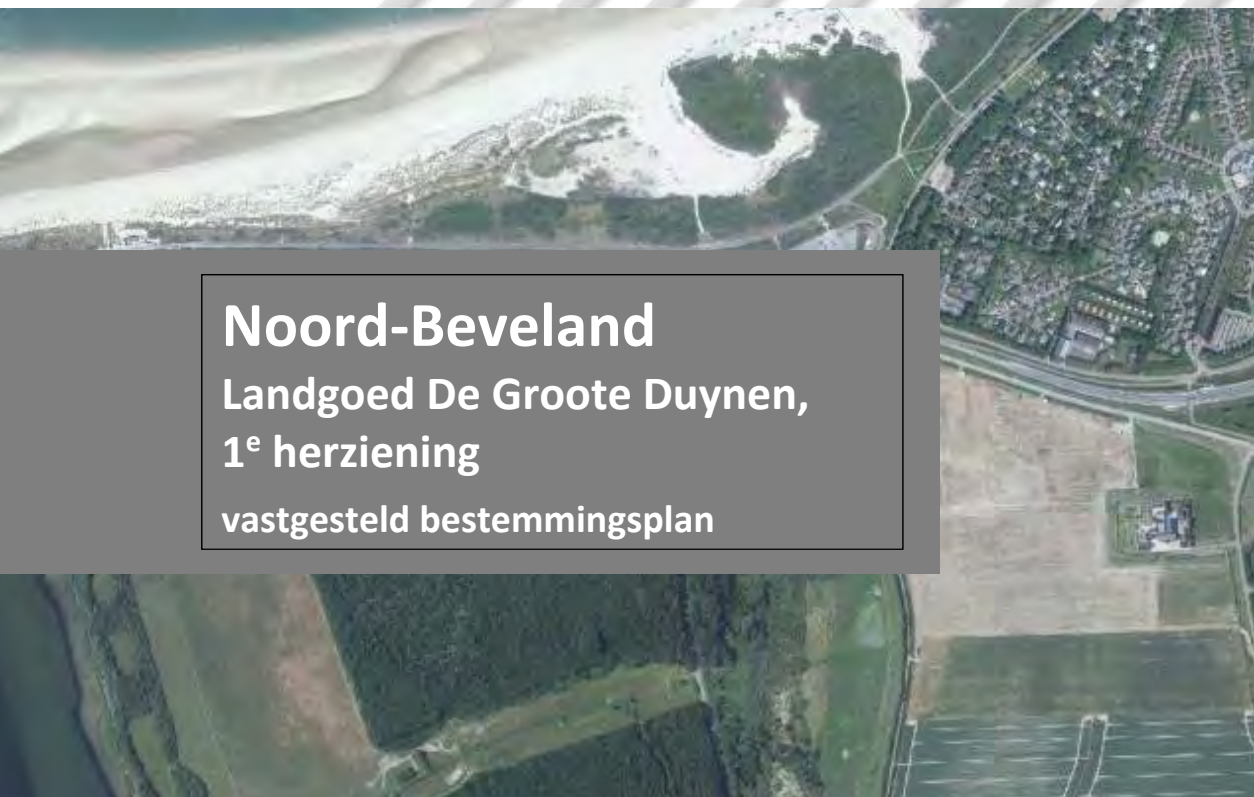 Noord-Beveland
Landgoed De Groote Duynen,
1e herziening
vastgesteld bestemmingsplan